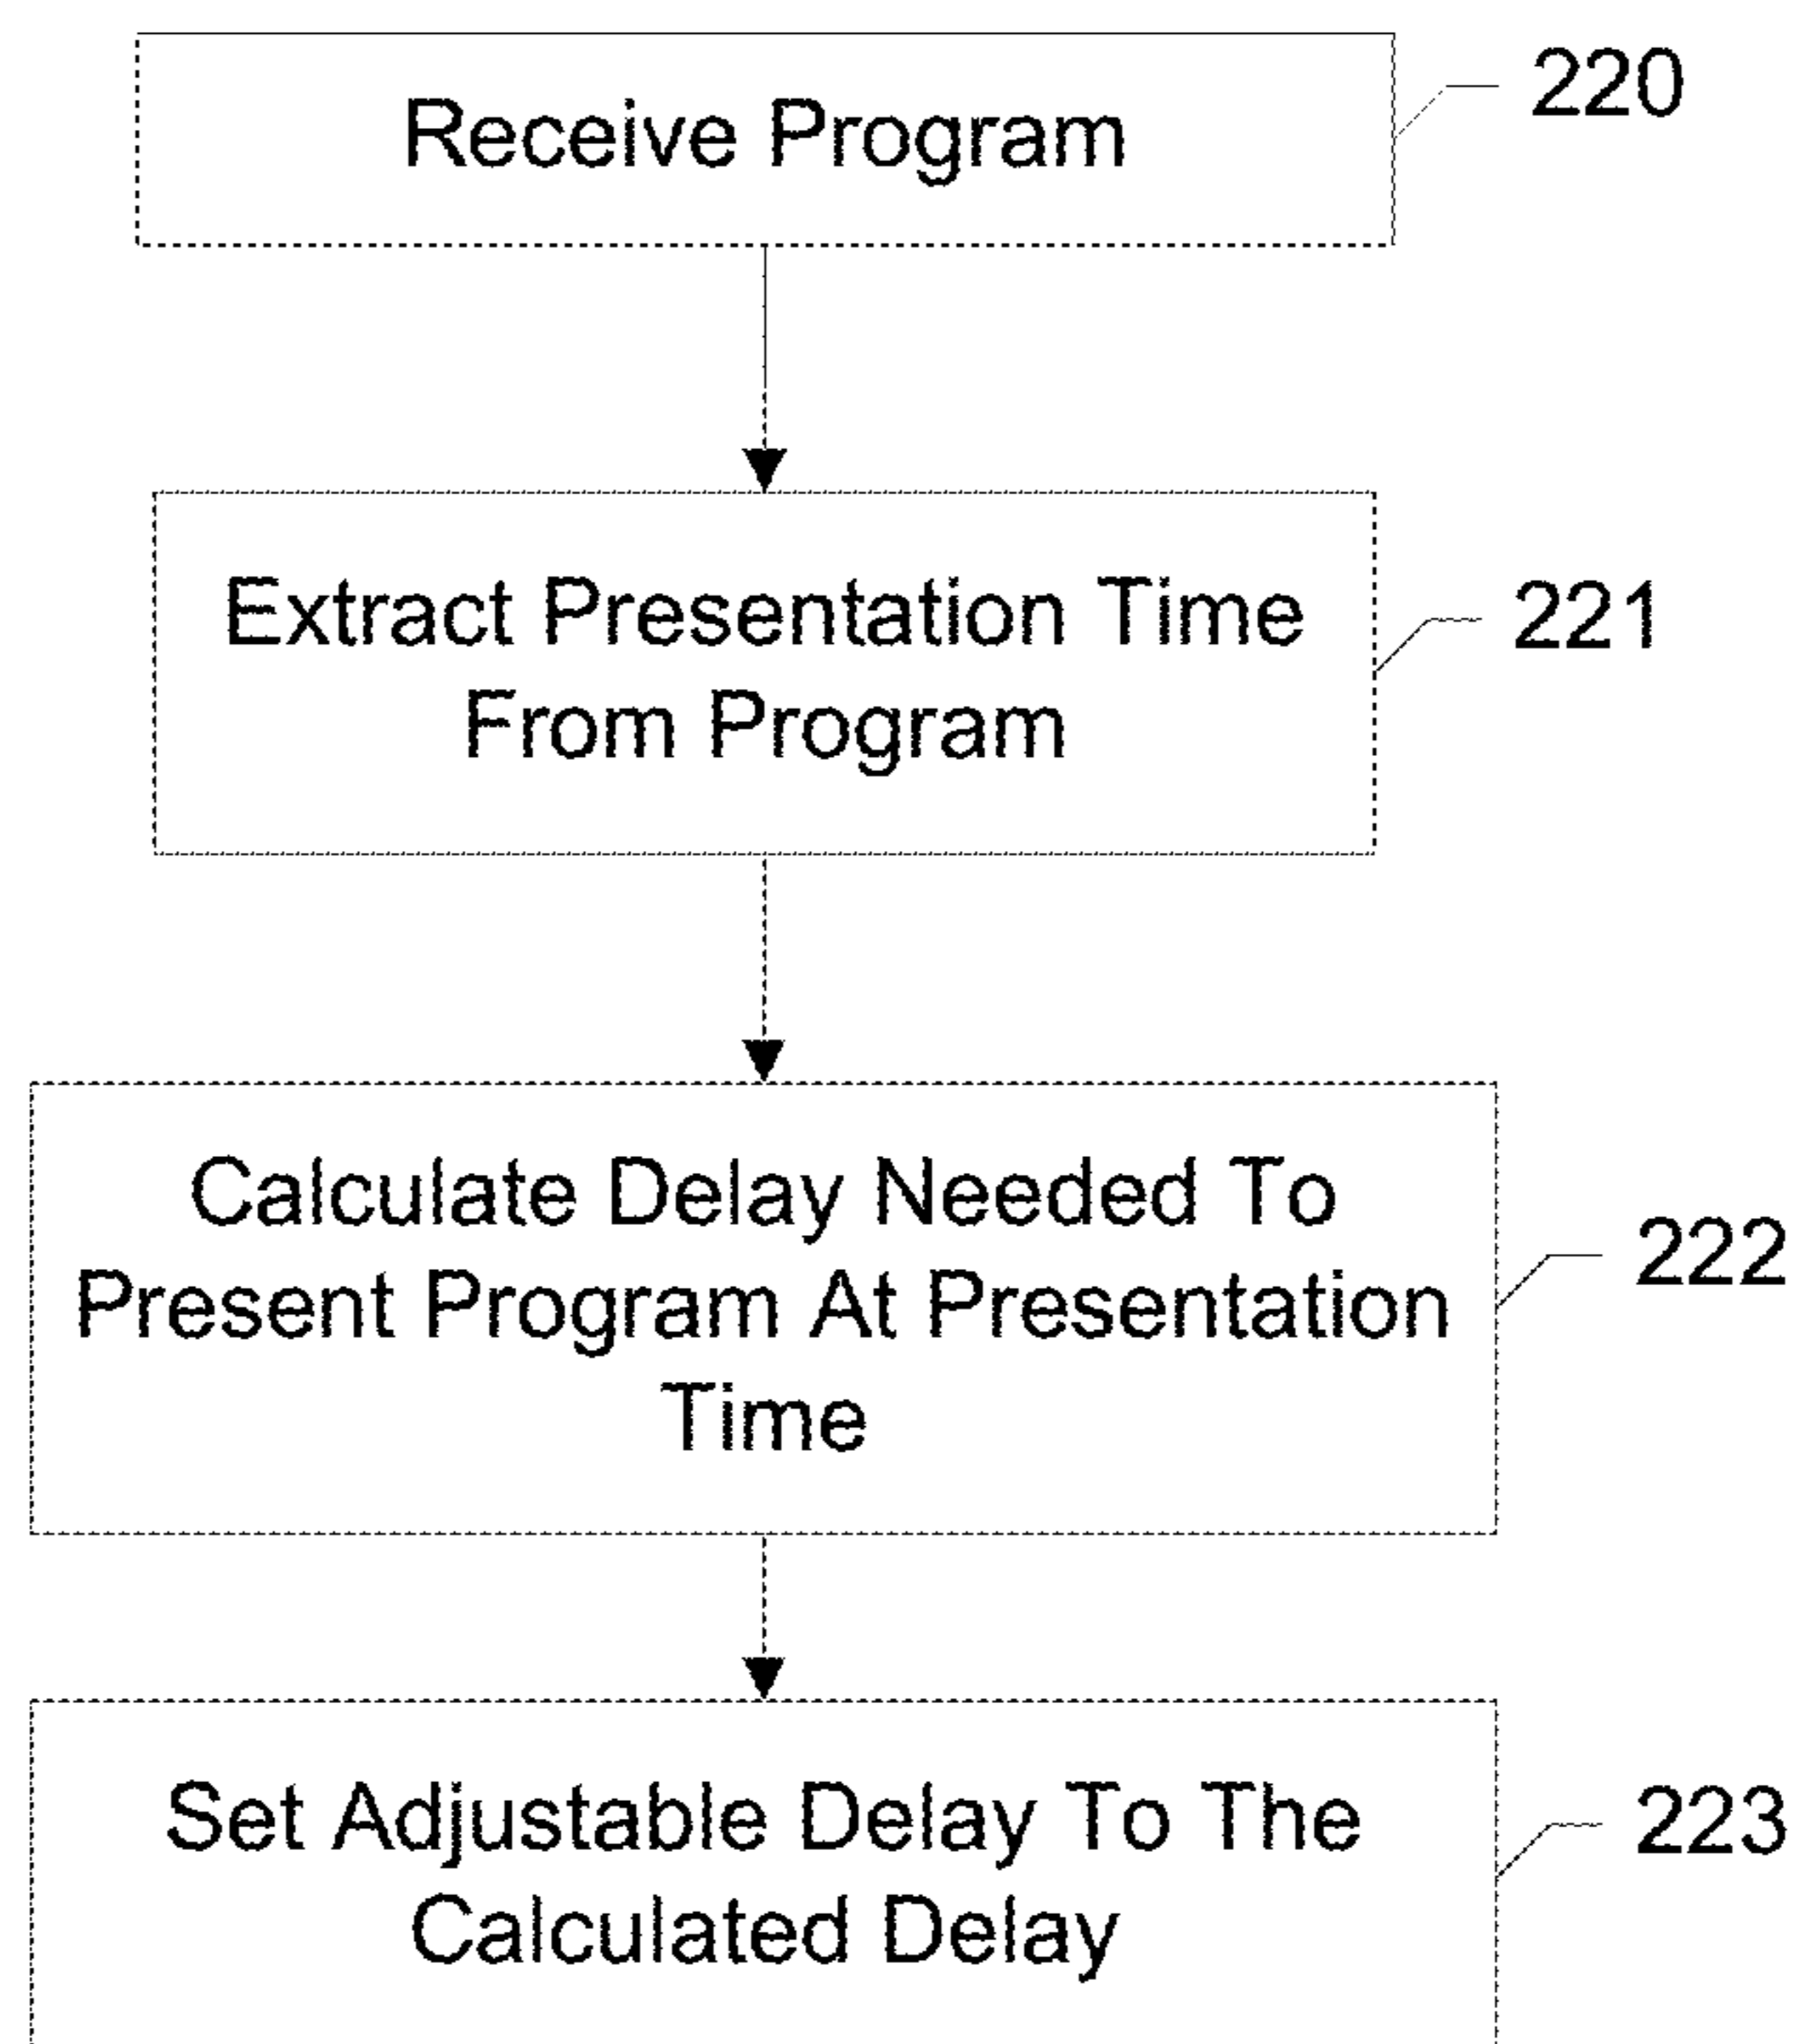 Receive Program
220
Extract Presentation Time
From Program
221
Calculate Delay Needed To
Present Program At Presentation
Time
222
Set Adjustable Delay To The
Calculated Delay
223